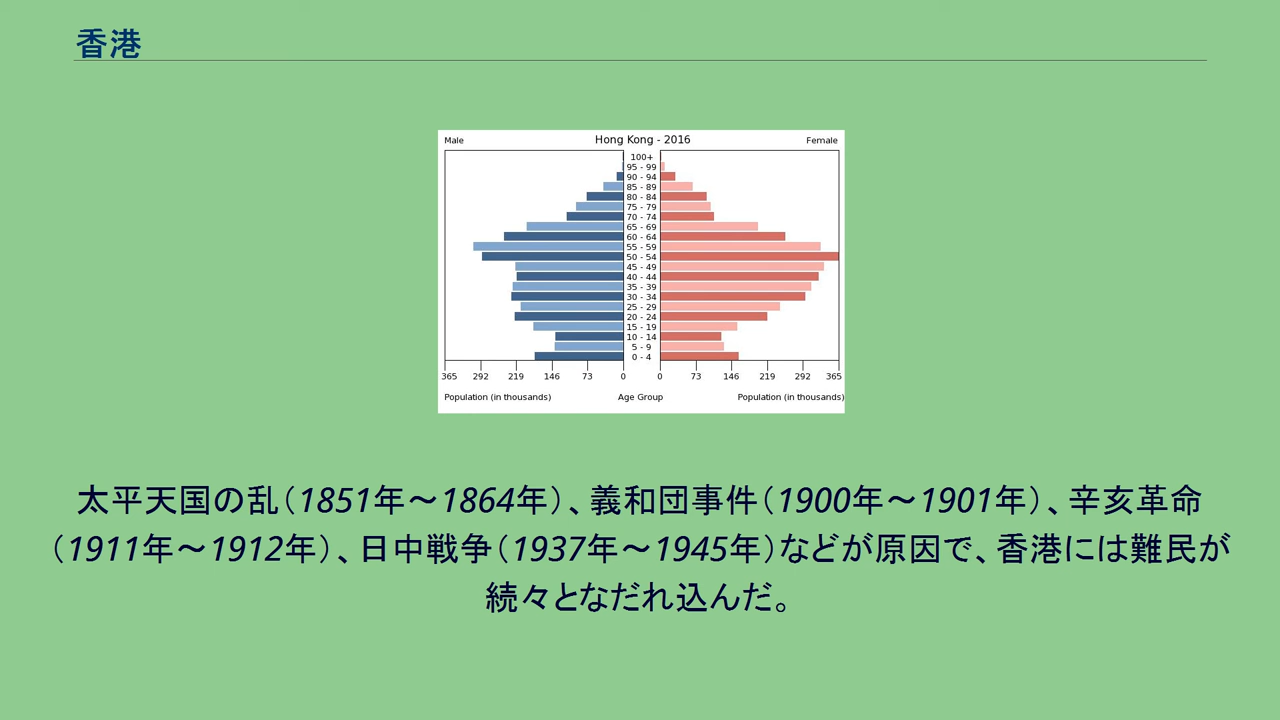 香港
Hong Kong - 2016
Male
Female
100+
95 - 99
90 - 94
85 - 89
80 - 84
75 - 79
70 - 74
65 - 69
60 - 64
55 - 59
50 - 54
45 - 49
40 - 44
35 - 39
30 - 34
25 - 29
20 - 24
15 - 19
10 - 14
5 - 9
0 - 4
365 292 219 146 73 0 0 73 146 219 292 365
Population (in thousands) Age Group Population (in thousands)
太平天国の乱（1851年～1864年）、義和団事件（1900年～1901年）、辛亥革命
（1911年～1912年）、日中戦争（1937年～1945年）などが原因で、香港には難民が
続々となだれ込んだ。